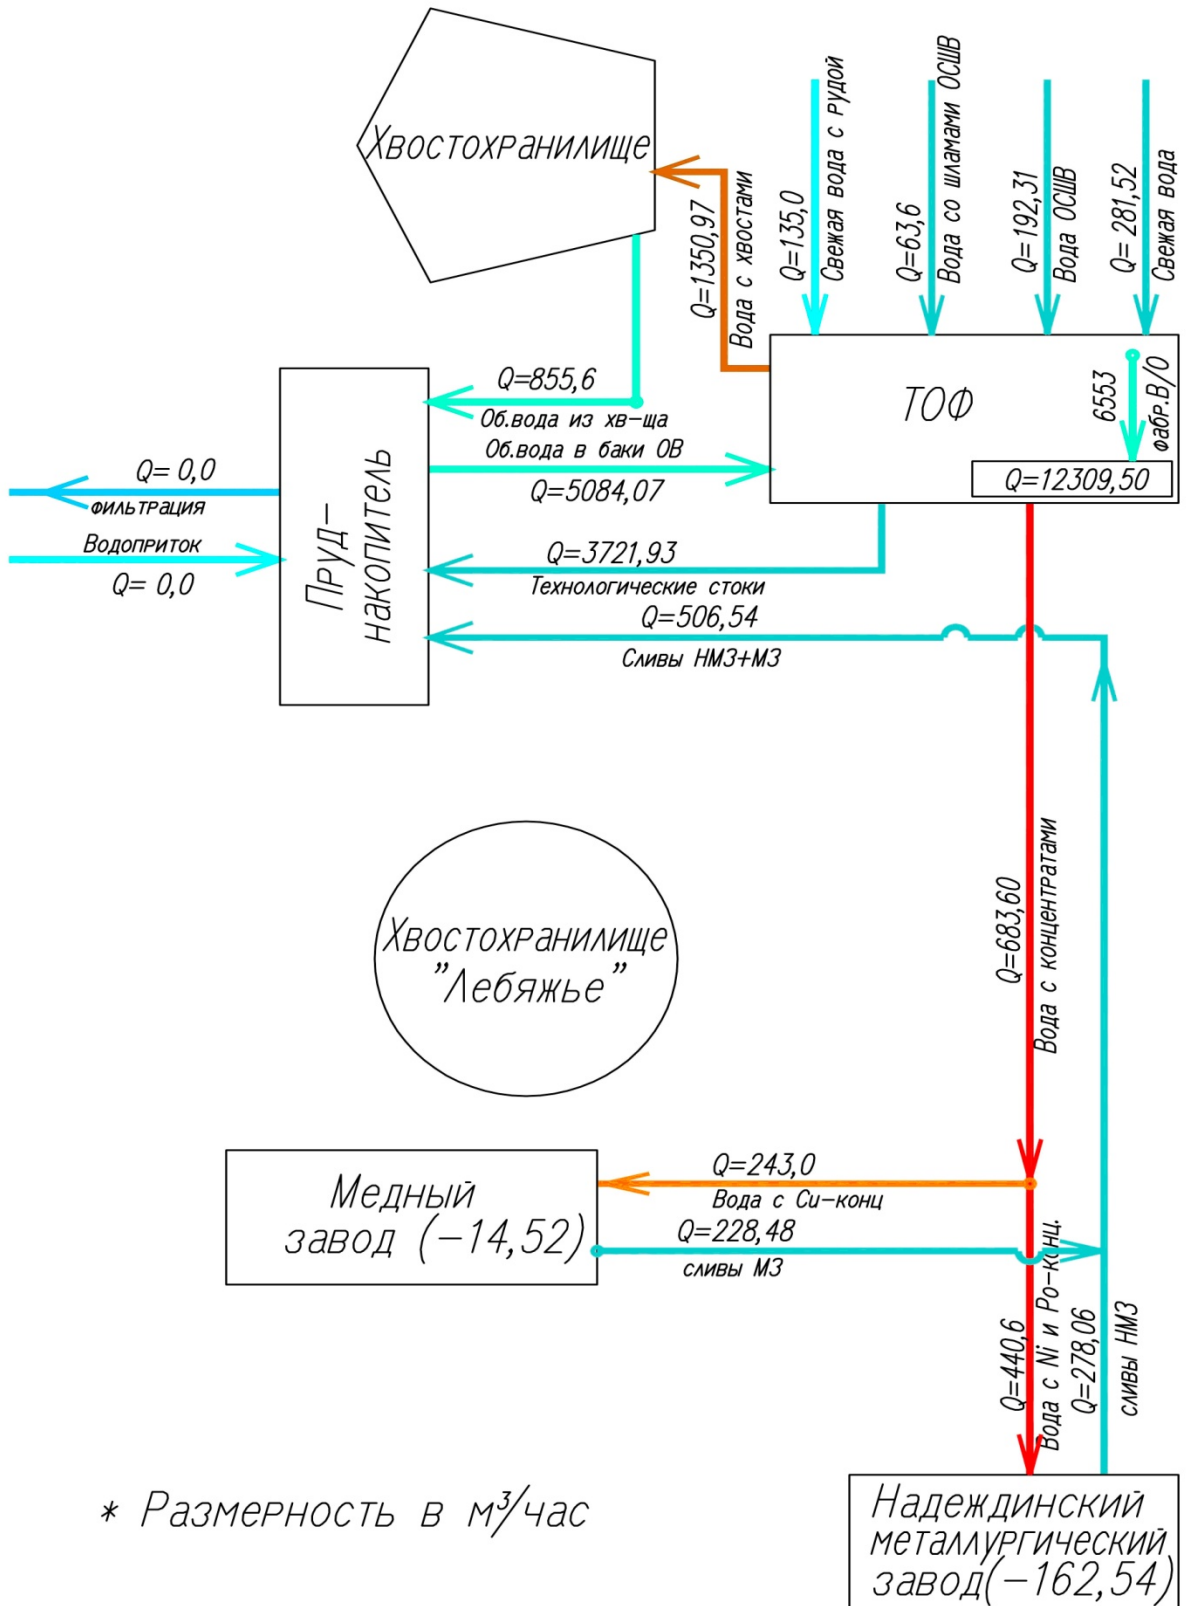 Хвостохранилище
Q=1350,97
Вода с хвостами
Q=135,0
Свежая вода с рудой
Q=63,6
Вода со шламами ОСШВ
Q=192,31
Вода ОСШВ
Q= 281,52
Свежая вода
ТОФ
6553
фабр.В/О
Q=12309,50
Q=855,6
Об.вода из хв-ща
Об.вода в баки ОВ
Q=5084,07
Q= 0,0
фильтрация
Водоприток
Q= 0,0
Пруд-
накопитель
Q=3721,93
Технологические стоки
Q=506,54
Сливы НМЗ+МЗ
Q=683,60
Вода с концентратами
Хвостохранилище
"Лебяжье"
Медный
завод (-14,52)
Q=243,0
Вода с Cu-конц
Q=228,48
сливы МЗ
Q=440,6
Вода с Ni и Po-конц.
Q=278,06
сливы НМЗ
* Размерность в м³/час
Надеждинский
металлургический
завод(-162,54)